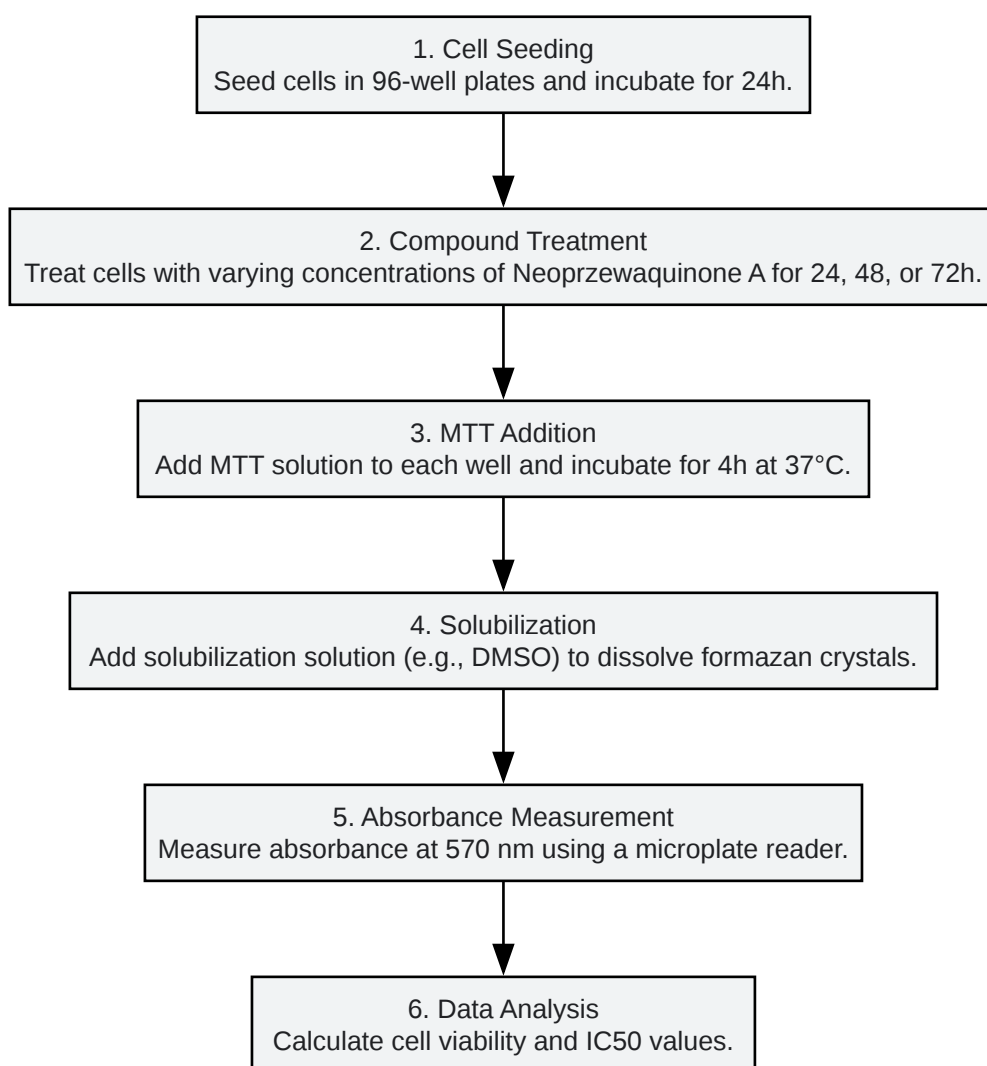 1. Cell Seeding
Seed cells in 96-well plates and incubate for 24h.
2. Compound Treatment
Treat cells with varying concentrations of Neoprzewaquinone A for 24, 48, or 72h.
3. MTT Addition
Add MTT solution to each well and incubate for 4h at 37°C.
4. Solubilization
Add solubilization solution (e.g., DMSO) to dissolve formazan crystals.
5. Absorbance Measurement
Measure absorbance at 570 nm using a microplate reader.
6. Data Analysis
Calculate cell viability and IC50 values.